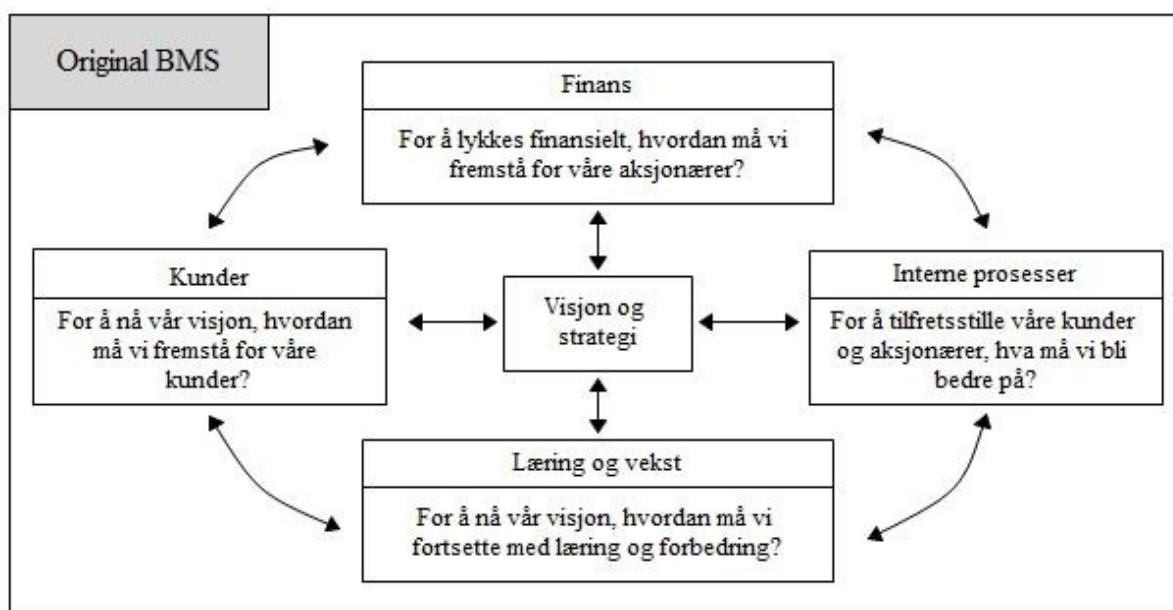 Original BMS
Finans
For å lykkes finansielt, hvordan må vi
fremstå for våre aksjonærer?
Kunder
For å nå vår visjon, hvordan
må vi fremstå for våre
kunder?
Visjon og
strategi
Interne prosesser
For å tilfretsstille våre kunder
og aksjonærer, hva må vi bli
bedre på?
Læring og vekst
For å nå vår visjon, hvordan må vi
fortsette med læring og forbedring?